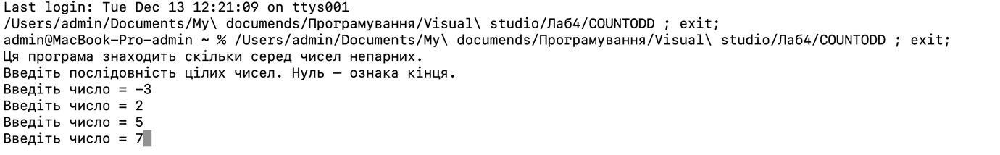 Last login: Tue Dec 13 12:21:09 on ttys001
/Users/admin/Documents/My\ documends/Програмування/Visual\ studio/Лаб4/COUNTODD ; exit;
admin@MacBook-Pro-admin ~ % /Users/admin/Documents/My\ documends/Програмування/Visual\ studio/Лаб4/COUNTODD ; exit;
Ця програма знаходить скільки серед чисел непарних.
Введіть послідовність цілих чисел. Нуль – ознака кінця.
Введіть число = -3
Введіть число = 2
Введіть число = 5
Введіть число = 7